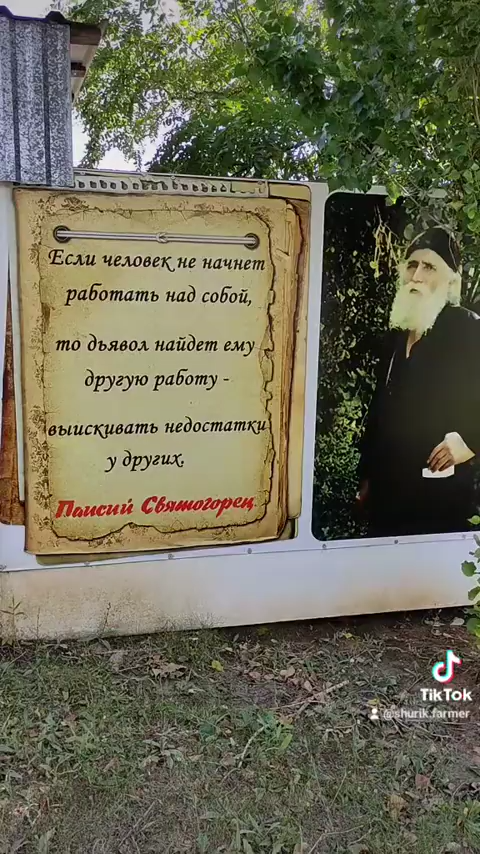 Если человек не начнет
работать над собой,
то дьявол найдет ему
другую работу -
выискивать недостатки
у других.
Паисий Святогорец
TikTok
@shurik.farmer